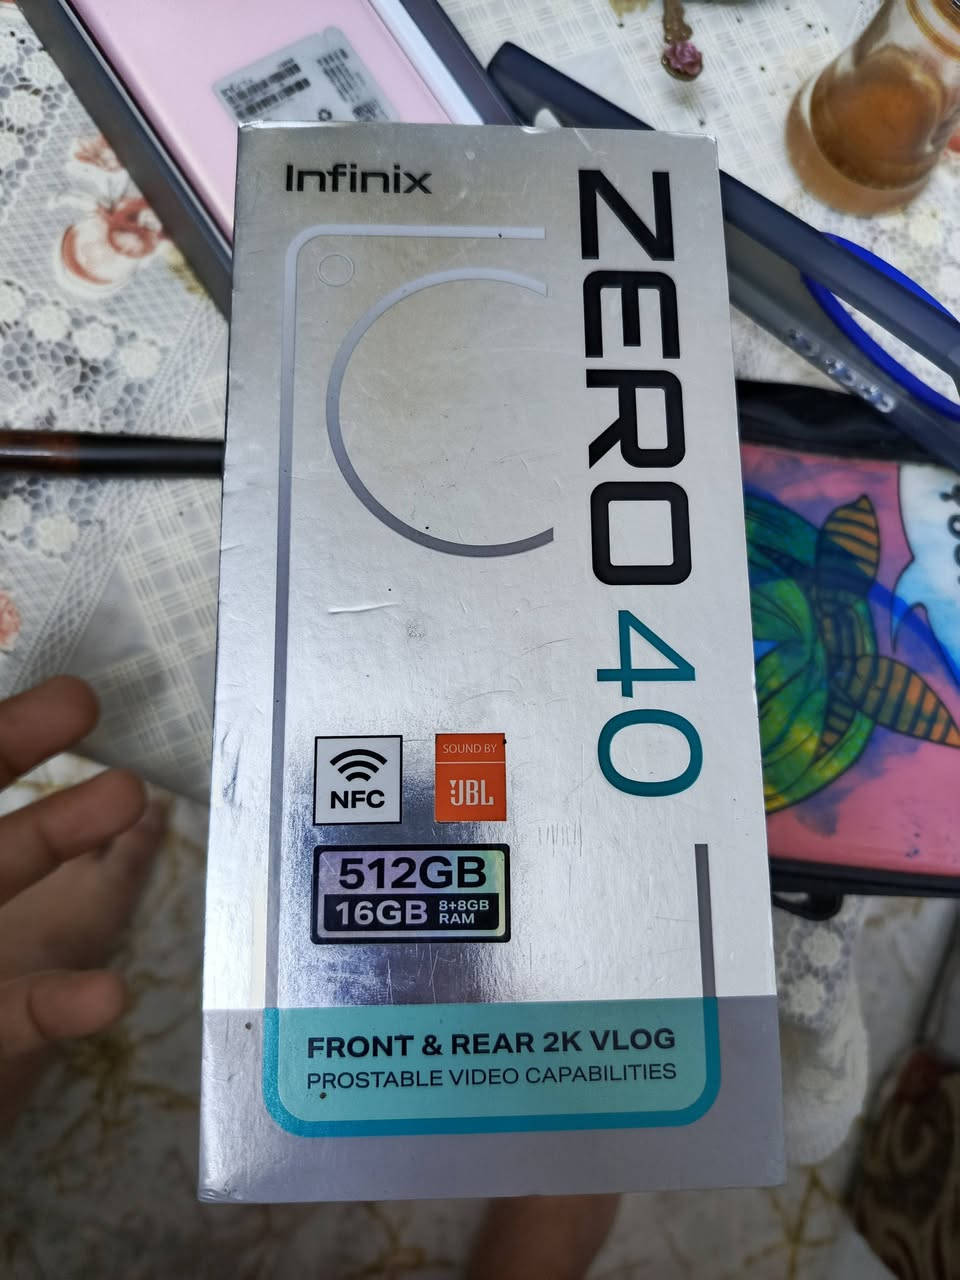 Infinix
ZERO 40
NFC
SOUND BY
JBL
512GB
16GB 8+8GB RAM
FRONT & REAR 2K VLOG
PROSTABLE VIDEO CAPABILITIES